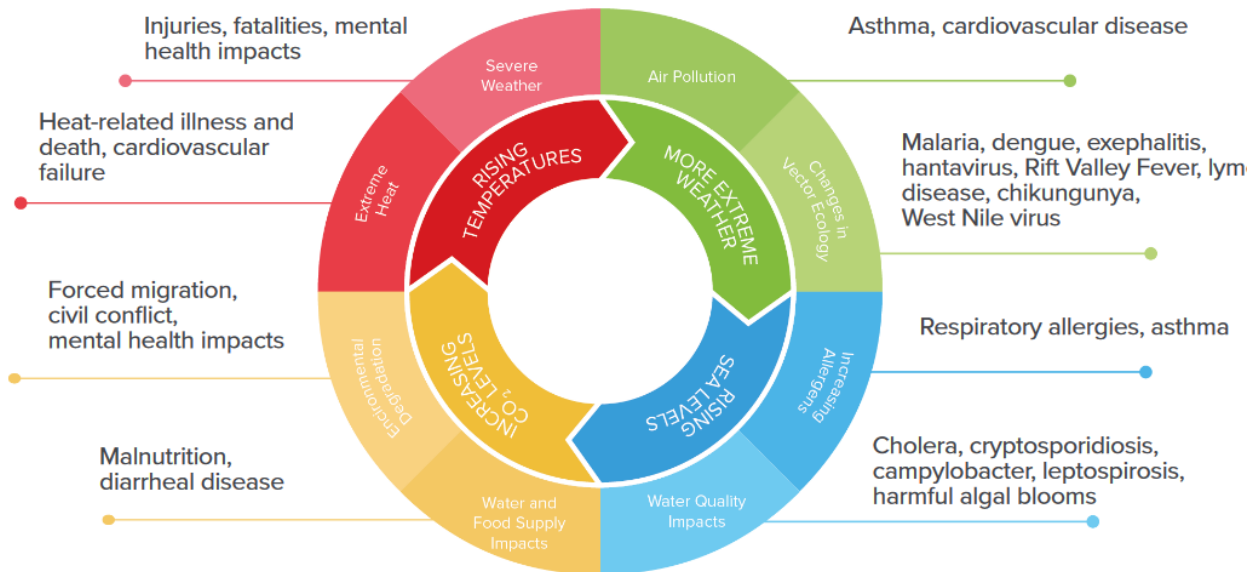 Injuries, fatalities, mental
health impacts
Asthma, cardiovascular disease
Severe
Weather
Air Pollution
Heat-related illness and
death, cardiovascular
failure
Malaria, dengue, exephalitis,
hantavirus, Rift Valley Fever, lym
disease, chikungunya,
West Nile virus
Extreme
Heat
RISING
TEMPERATURES
MORE EXTREME
WEATHER
Changes in
Vector Ecology
Forced migration,
civil conflict,
mental health impacts
Respiratory allergies, asthma
Encironmental
Degradation
INCREASING
CO₂ LEVELS
RISING
SEA LEVELS
Increasing
Allergens
Malnutrition,
diarrheal disease
Cholera, cryptosporidiosis,
campylobacter, leptospirosis,
harmful algal blooms
Water and
Food Supply
Impacts
Water Quality
Impacts